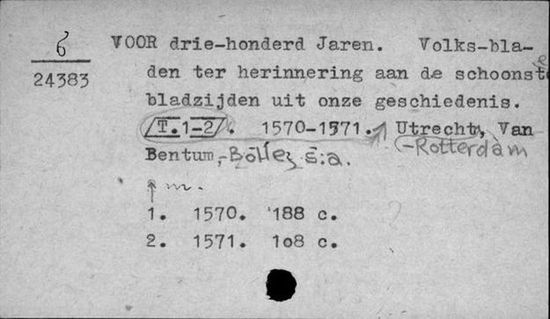 6
24383
VOOR drie-honderd Jaren. Volks-bla-
den ter herinnering aan de schoonste
bladzijden uit onze geschiedenis.
/T.1-2/. 1570-1571. Utrecht, Van
-Rotterdam
Bentum,-Bolle, s.a.
m.
1. 1570. 188 c.
2. 1571. 108 c.